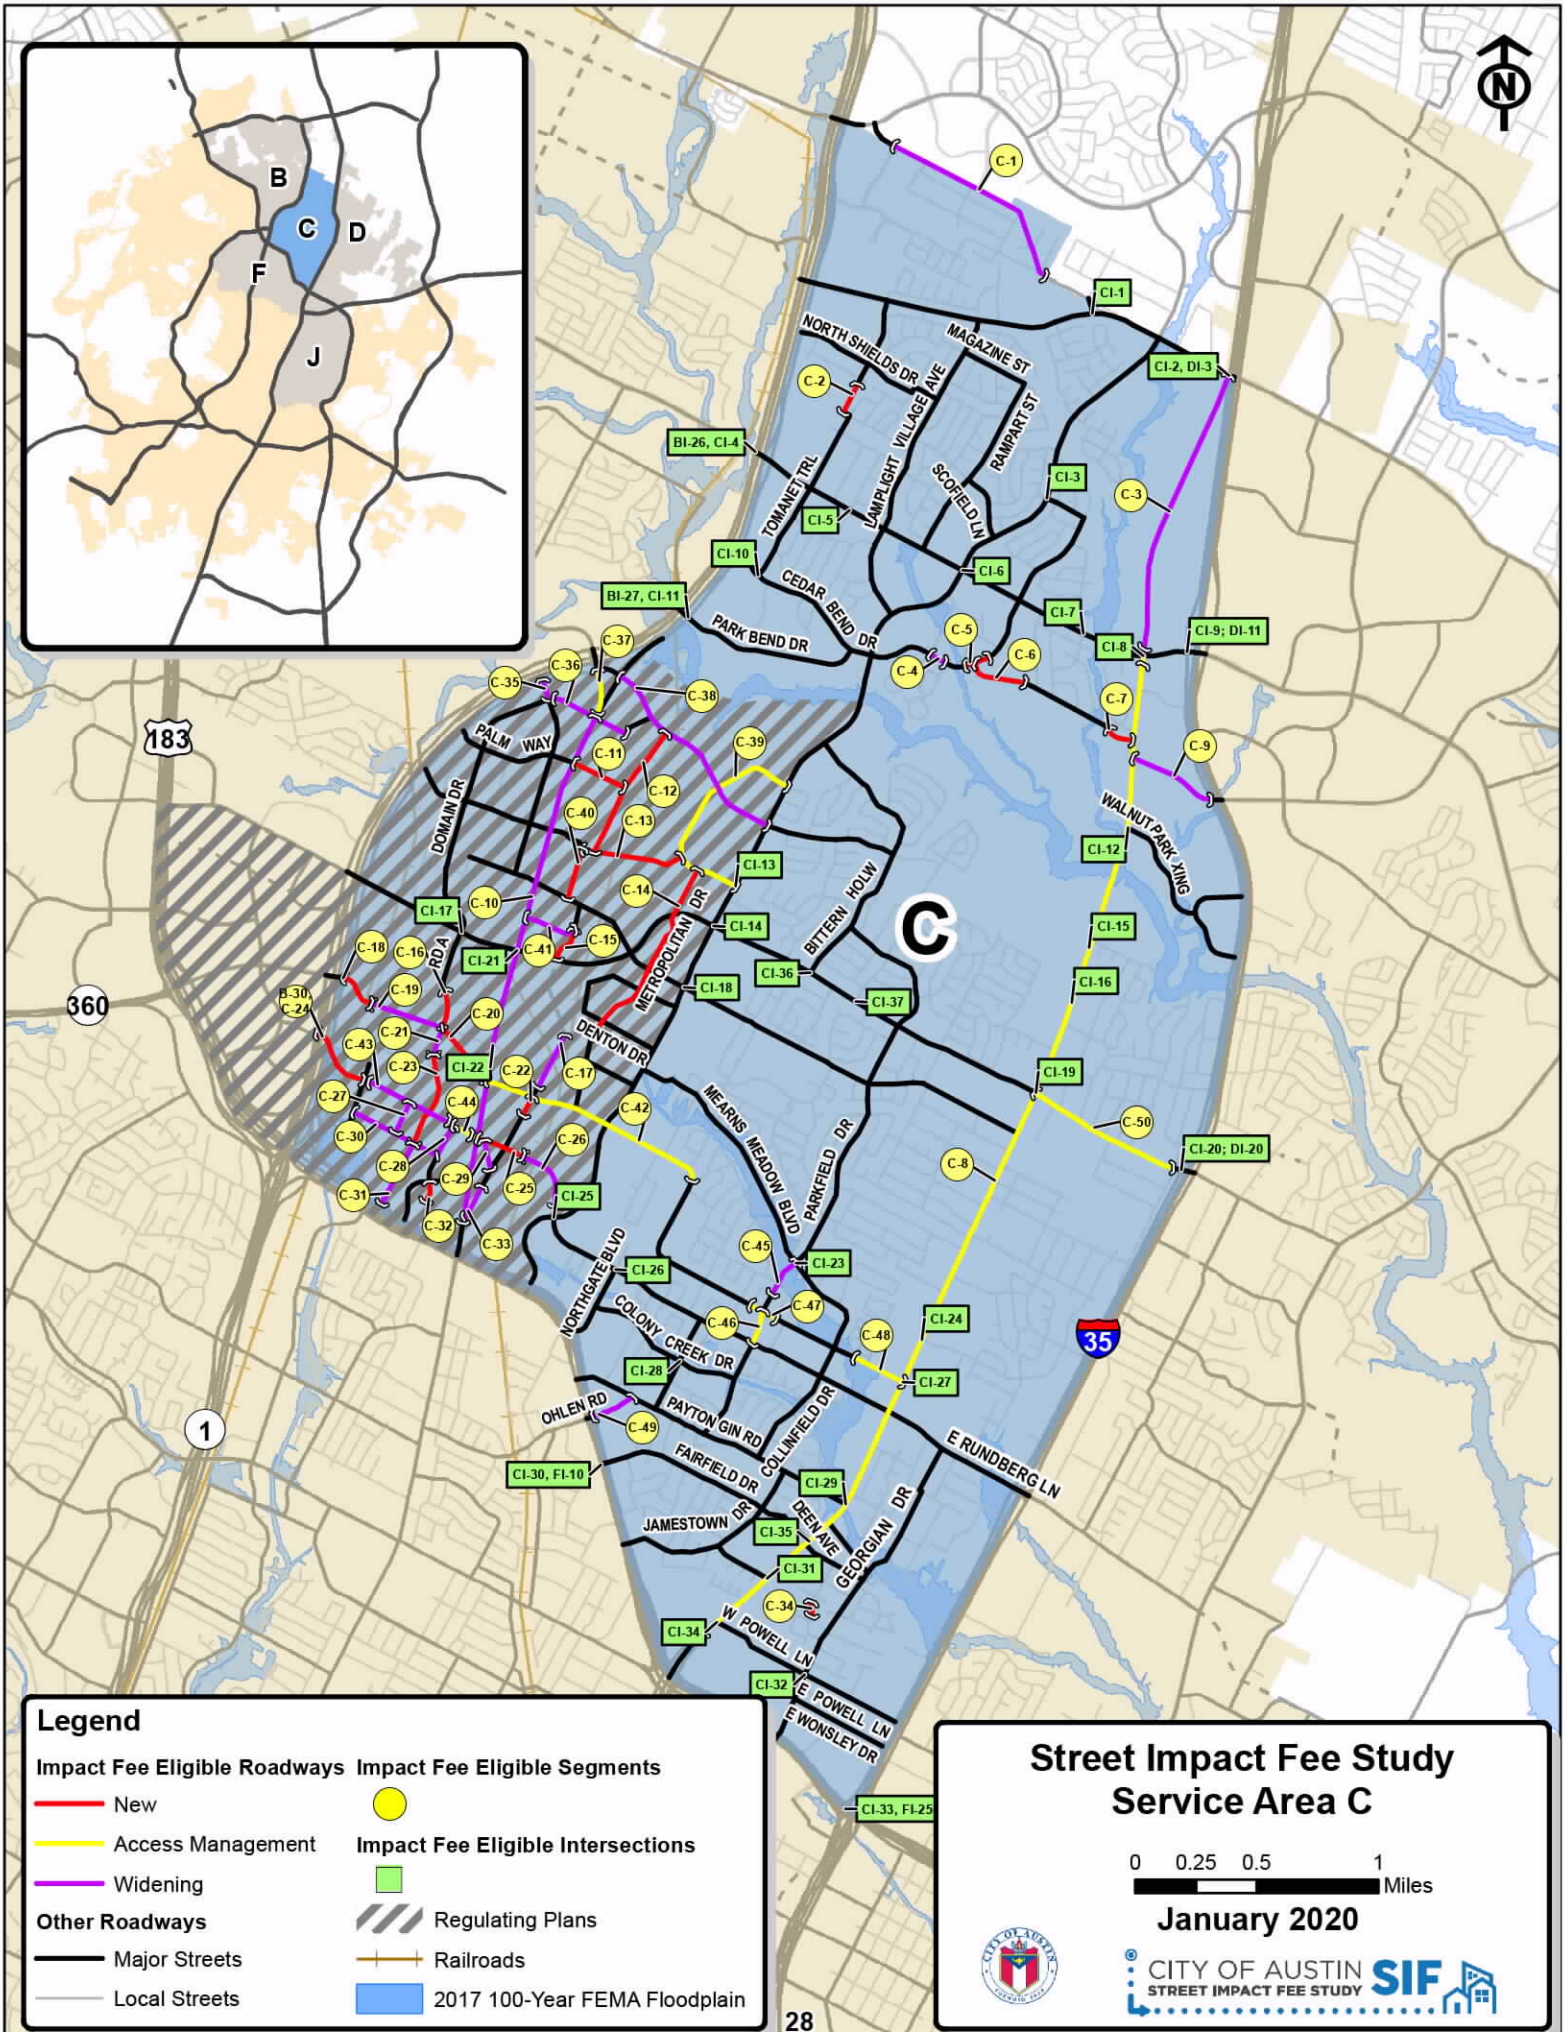 N
B
C
D
F
J
C-1
CI-1
NORTH SHIELDS DR
MAGAZINE ST
CI-2, DI-3
C-2
LAMPLIGHT VILLAGE AVE
RAMPART ST
BI-26, CI-4
TOMANET TRL
SCOFIELD LN
CI-3
C-3
CI-5
CI-10
CI-6
CEDAR BEND DR
BI-27, CI-11
PARK BEND DR
CI-7
CI-9; DI-11
CI-8
C-5
C-6
C-4
C-37
C-36
C-35
C-38
C-7
183
PALM WAY
C-39
C-9
C-11
C-12
C-40
C-13
DOMAIN DR
WALNUT PARK XING
CI-12
CI-13
C-14
BITTERN HOLW
C
CI-17
C-10
METROPOLITAN DR
CI-14
CI-15
C-18
C-16
RDA
CI-21
C-41
C-15
CI-36
CI-16
CI-18
CI-37
360
B-30,
C-24
C-19
C-20
C-21
DENTON DR
C-43
C-23
CI-22
C-22
C-17
CI-19
C-27
C-44
C-42
MEARNS MEADOW BLVD
PARKFIELD DR
C-50
C-30
C-26
CI-20; DI-20
C-28
C-8
C-29
C-25
C-31
CI-25
C-32
C-33
NORTHGATE BLVD
C-45
CI-23
CI-26
C-47
COLONY CREEK DR
C-46
CI-24
C-48
35
CI-28
CI-27
OHLEN RD
C-49
PAYTON GIN RD
COLLINFIELD DR
1
E RUNDBERG LN
CI-30, FI-10
FAIRFIELD DR
CI-29
JAMESTOWN DR
CI-35
DEEN AVE
GEORGIAN DR
CI-31
C-34
CI-34
W POWELL LN
CI-32
E POWELL LN
E WONSLEY DR
CI-33, FI-25
Legend
Impact Fee Eligible Roadways
New
Access Management
Widening
Other Roadways
Major Streets
Local Streets
Impact Fee Eligible Segments
Impact Fee Eligible Intersections
Regulating Plans
Railroads
2017 100-Year FEMA Floodplain
Street Impact Fee Study
Service Area C
0 0.25 0.5 1
Miles
January 2020
CITY OF AUSTIN
CITY OF AUSTIN SIF
STREET IMPACT FEE STUDY
28